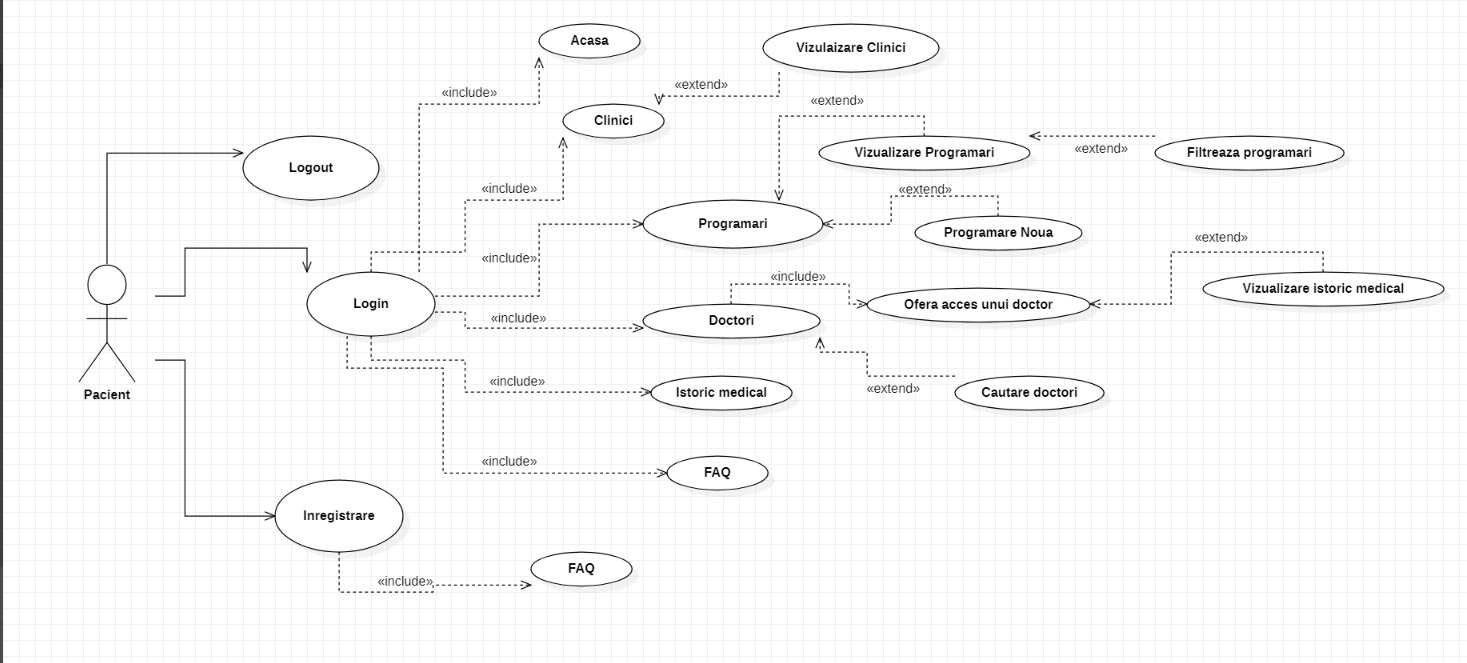 Acasa
Vizulaizare Clinici
«extend»
«include»
«extend»
Clinici
Vizualizare Programari
«extend»
Filtreaza programari
Logout
«include»
«extend»
Programari
Programare Noua
«extend»
«include»
«include»
Vizualizare istoric medical
Login
Ofera acces unui doctor
«include»
Doctori
«include»
«extend»
Istoric medical
Cautare doctori
Pacient
«include»
FAQ
Inregistrare
FAQ
«include»